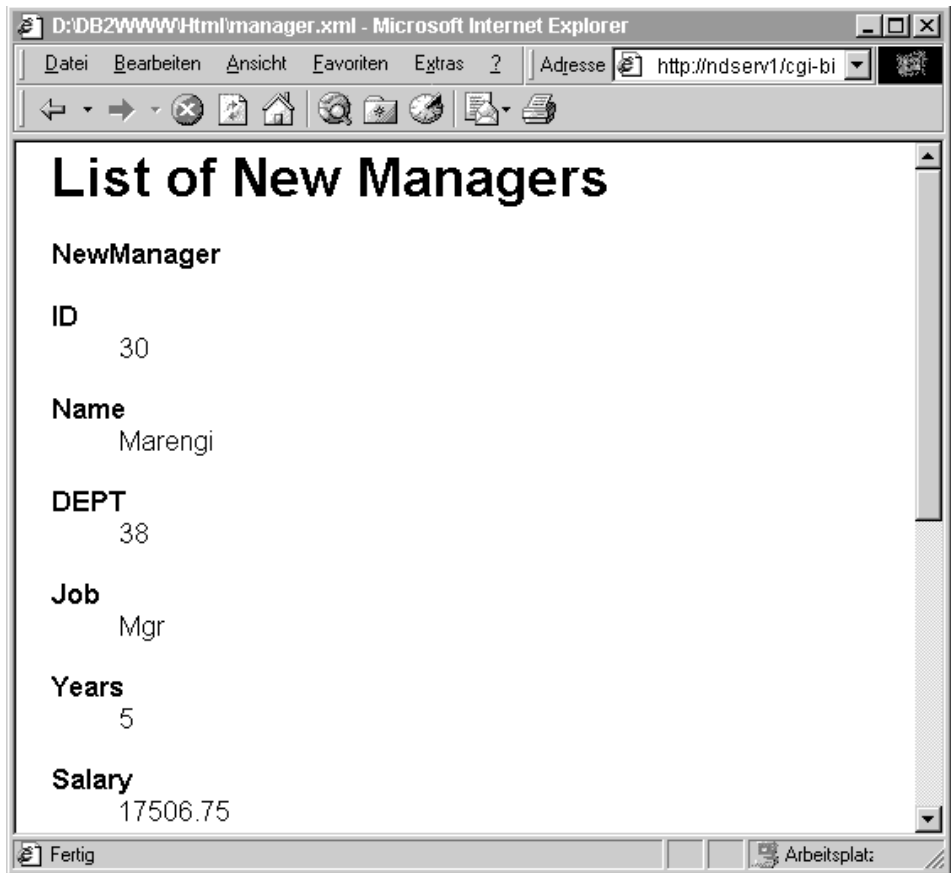 D:\DB2WWW\Html\manager.xml - Microsoft Internet Explorer
Datei Bearbeiten Ansicht Favoriten Extras ? Adresse http://ndserv1/cgi-bi
List of New Managers
NewManager
ID
30
Name
Marengi
DEPT
38
Job
Mgr
Years
5
Salary
17506.75
Fertig Arbeitsplatz